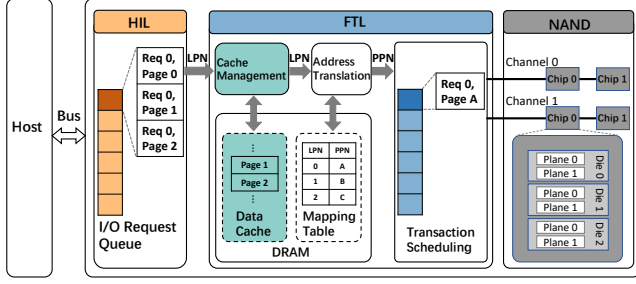 HIL
FTL
NAND
Host
Bus
Req 0,
Page 0
Req 0,
Page 1
Req 0,
Page 2
I/O Request
Queue
LPN
Cache
Management
LPN
Address
Translation
PPN
⋮
Page 1
Page 2
⋮
Data
Cache
LPN PPN
0 A
1 B
2 C
Mapping
Table
DRAM
Req 0,
Page A
Transaction
Scheduling
Channel 0
Chip 0
Chip 1
Channel 1
Chip 0
Chip 1
Plane 0
Plane 1
Die 0
Plane 0
Plane 1
Die 1
Plane 0
Plane 1
Die 2